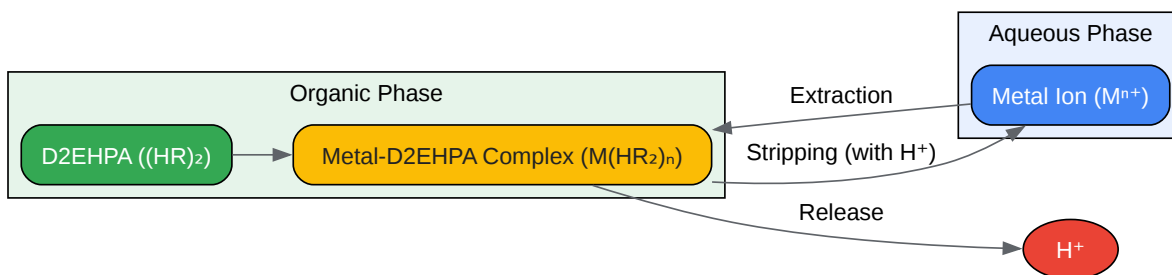 Aqueous Phase
Organic Phase
Extraction
Metal Ion (Mⁿ⁺)
D2EHPA ((HR)₂)
Metal-D2EHPA Complex (M(HR₂)ₙ)
Stripping (with H⁺)
Release
H⁺